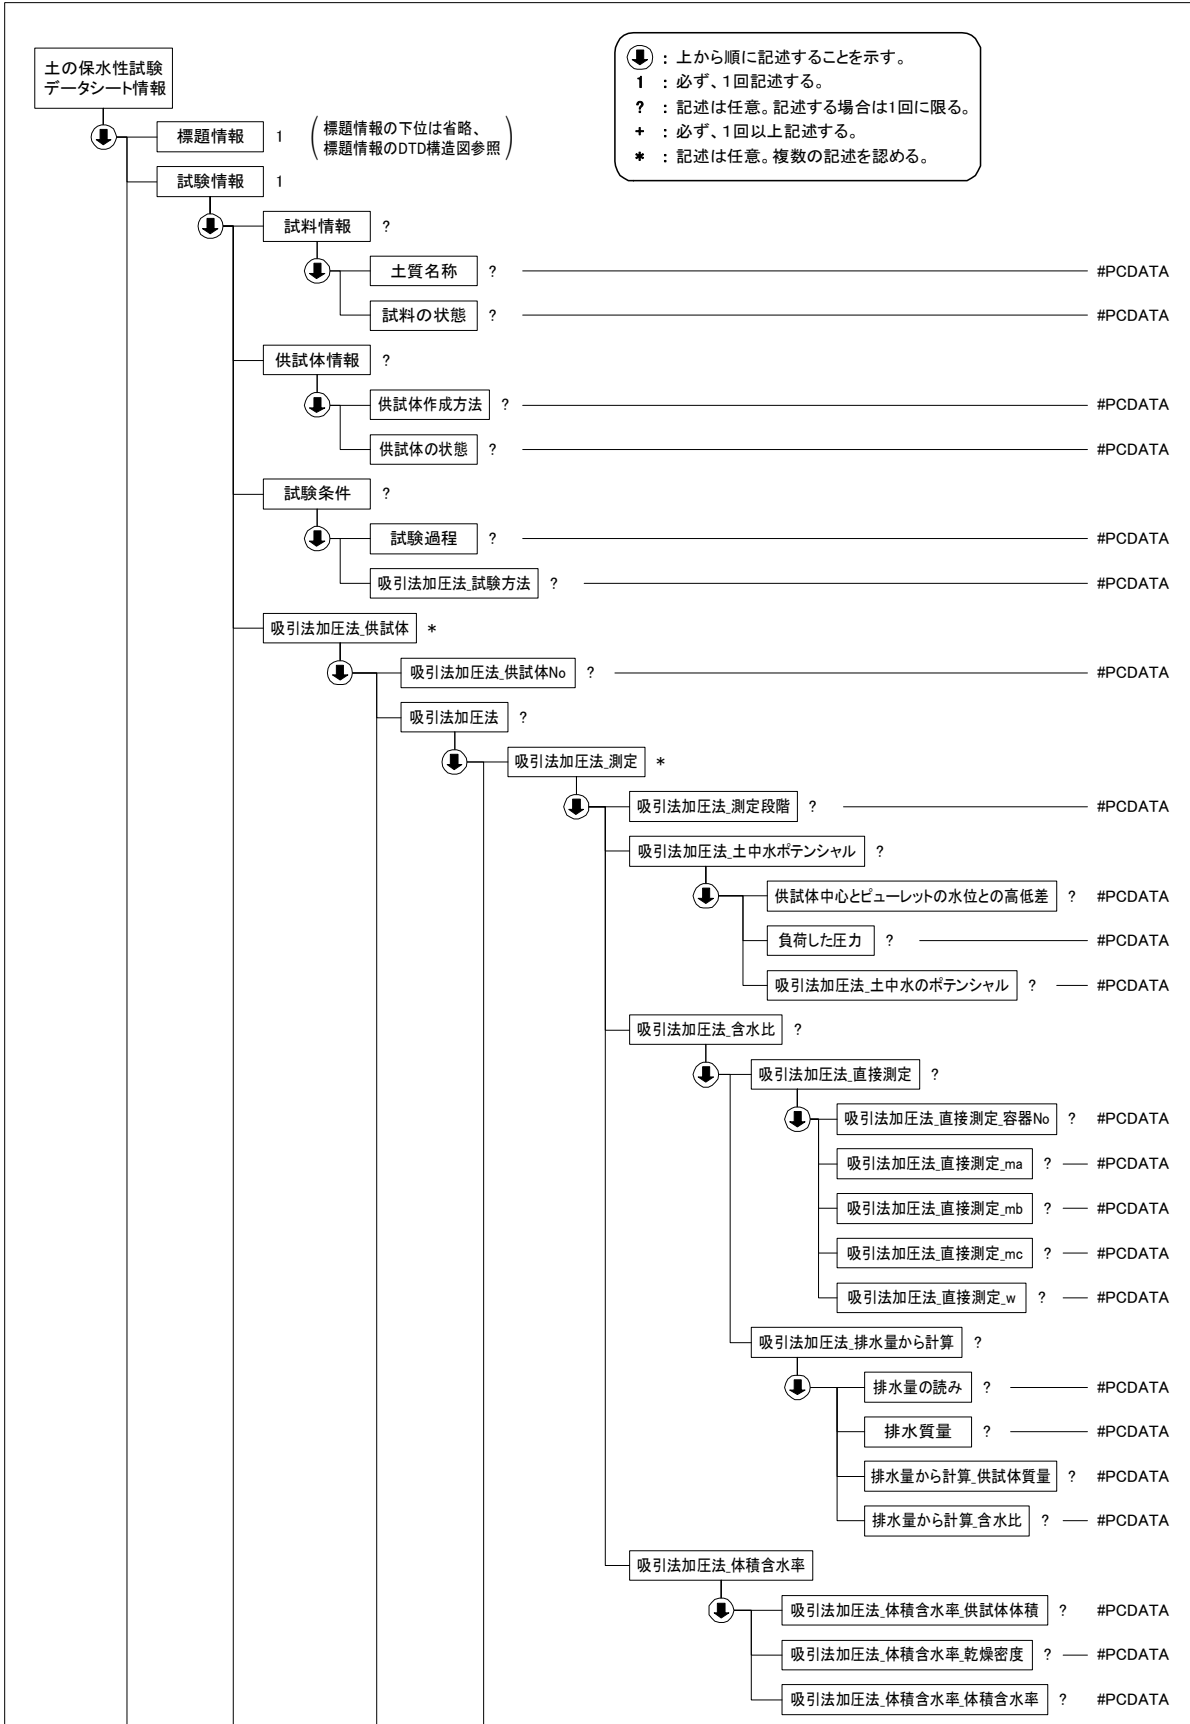 土の保水性試験
データシート情報
：上から順に記述することを示す。
1：必ず、1回記述する。
?：記述は任意。記述する場合は1回に限る。
+：必ず、1回以上記述する。
*：記述は任意。複数の記述を認める。
標題情報 1 (標題情報の下位は省略、
標題情報のDTD構造図参照)
試験情報 1
試料情報 ?
土質名称 ? #PCDATA
試料の状態 ? #PCDATA
供試体情報 ?
供試体作成方法 ? #PCDATA
供試体の状態 ? #PCDATA
試験条件 ?
試験過程 ? #PCDATA
吸引法加圧法_試験方法 ? #PCDATA
吸引法加圧法_供試体 *
吸引法加圧法_供試体No ? #PCDATA
吸引法加圧法 ?
吸引法加圧法_測定 *
吸引法加圧法_測定段階 ? #PCDATA
吸引法加圧法_土中水ポテンシャル ?
供試体中心とピューレットの水位との高低差 ? #PCDATA
負荷した圧力 ? #PCDATA
吸引法加圧法_土中水のポテンシャル ? #PCDATA
吸引法加圧法_含水比 ?
吸引法加圧法_直接測定 ?
吸引法加圧法_直接測定_容器No ? #PCDATA
吸引法加圧法_直接測定_ma ? #PCDATA
吸引法加圧法_直接測定_mb ? #PCDATA
吸引法加圧法_直接測定_mc ? #PCDATA
吸引法加圧法_直接測定_w ? #PCDATA
吸引法加圧法_排水量から計算 ?
排水量の読み ? #PCDATA
排水質量 ? #PCDATA
排水量から計算_供試体質量 ? #PCDATA
排水量から計算_含水比 ? #PCDATA
吸引法加圧法_体積含水率
吸引法加圧法_体積含水率_供試体体積 ? #PCDATA
吸引法加圧法_体積含水率_乾燥密度 ? #PCDATA
吸引法加圧法_体積含水率_体積含水率 ? #PCDATA